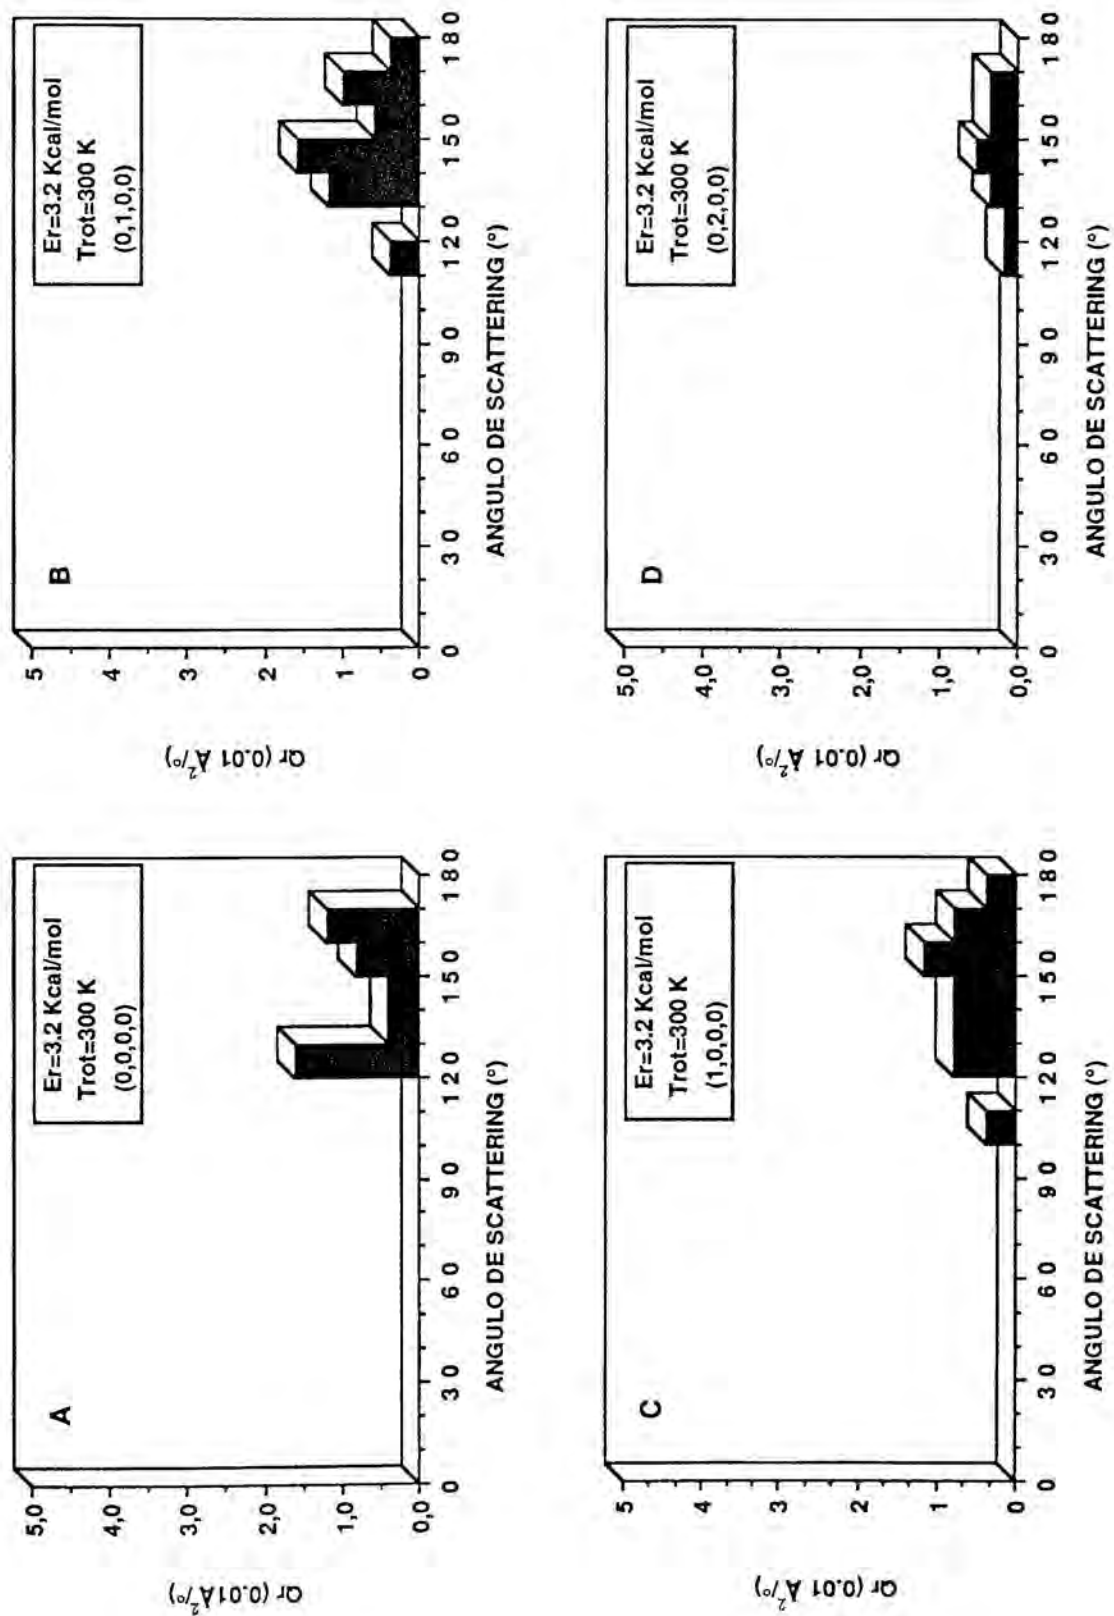 A
Er=3.2 Kcal/mol
Trot=300 K
(0,0,0,0)
Qr (0.01Å²/°)
5,0
4,0
3,0
2,0
1,0
0,0
0 30 60 90 120 150 180
ANGULO DE SCATTERING (°)
B
Er=3.2 Kcal/mol
Trot=300 K
(0,1,0,0)
Qr (0.01 Å²/°)
5
4
3
2
1
0
0 30 60 90 120 150 180
ANGULO DE SCATTERING (°)
C
Er=3.2 Kcal/mol
Trot=300 K
(1,0,0,0)
Qr (0.01 Å²/°)
5
4
3
2
1
0
0 30 60 90 120 150 180
ANGULO DE SCATTERING (°)
D
Er=3.2 Kcal/mol
Trot=300 K
(0,2,0,0)
Qr (0.01 Å²/°)
5,0
4,0
3,0
2,0
1,0
0,0
0 30 60 90 120 150 180
ANGULO DE SCATTERING (°)